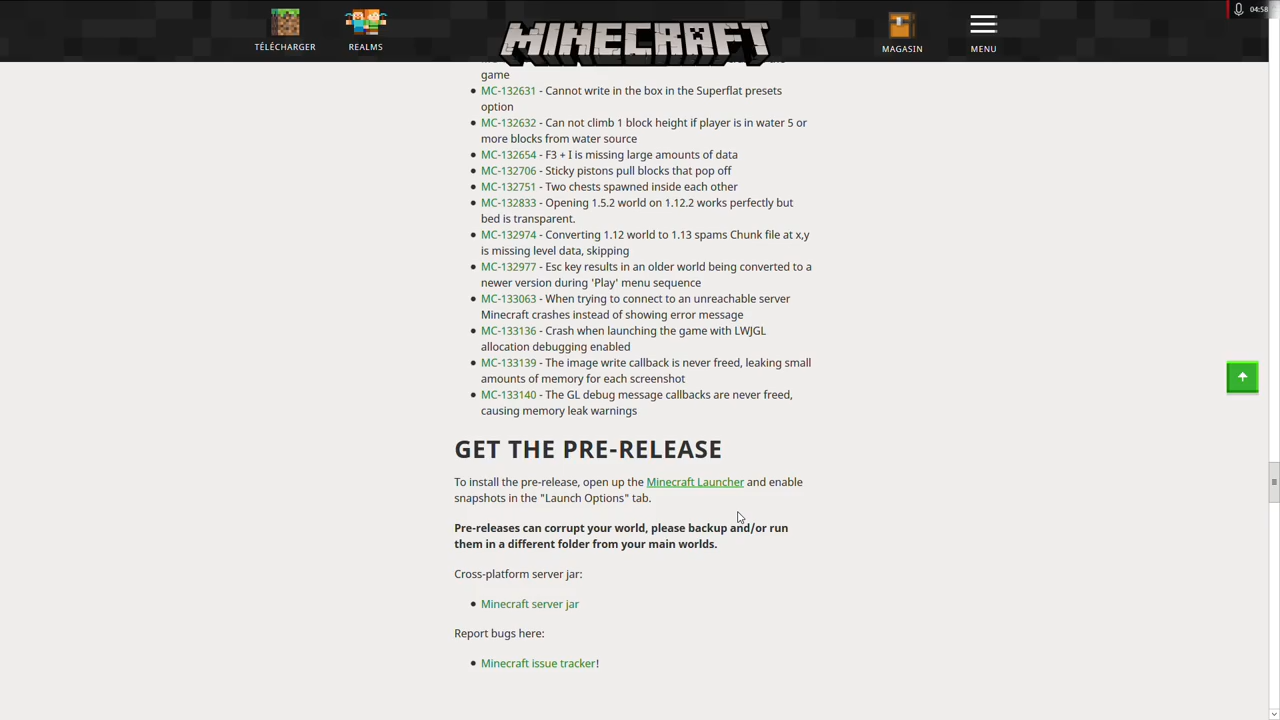 TÉLÉCHARGER
REALMS
MINECRAFT
MAGASIN
MENU
04:58
game
MC-132631 - Cannot write in the box in the Superflat presets
option
MC-132632 - Can not climb 1 block height if player is in water 5 or
more blocks from water source
MC-132654 - F3 + I is missing large amounts of data
MC-132706 - Sticky pistons pull blocks that pop off
MC-132751 - Two chests spawned inside each other
MC-132833 - Opening 1.5.2 world on 1.12.2 works perfectly but
bed is transparent.
MC-132974 - Converting 1.12 world to 1.13 spams Chunk file at x,y
is missing level data, skipping
MC-132977 - Esc key results in an older world being converted to a
newer version during 'Play' menu sequence
MC-133063 - When trying to connect to an unreachable server
Minecraft crashes instead of showing error message
MC-133136 - Crash when launching the game with LWJGL
allocation debugging enabled
MC-133139 - The image write callback is never freed, leaking small
amounts of memory for each screenshot
MC-133140 - The GL debug message callbacks are never freed,
causing memory leak warnings
GET THE PRE-RELEASE
To install the pre-release, open up the Minecraft Launcher and enable
snapshots in the "Launch Options" tab.
Pre-releases can corrupt your world, please backup and/or run
them in a different folder from your main worlds.
Cross-platform server jar:
Minecraft server jar
Report bugs here:
Minecraft issue tracker!